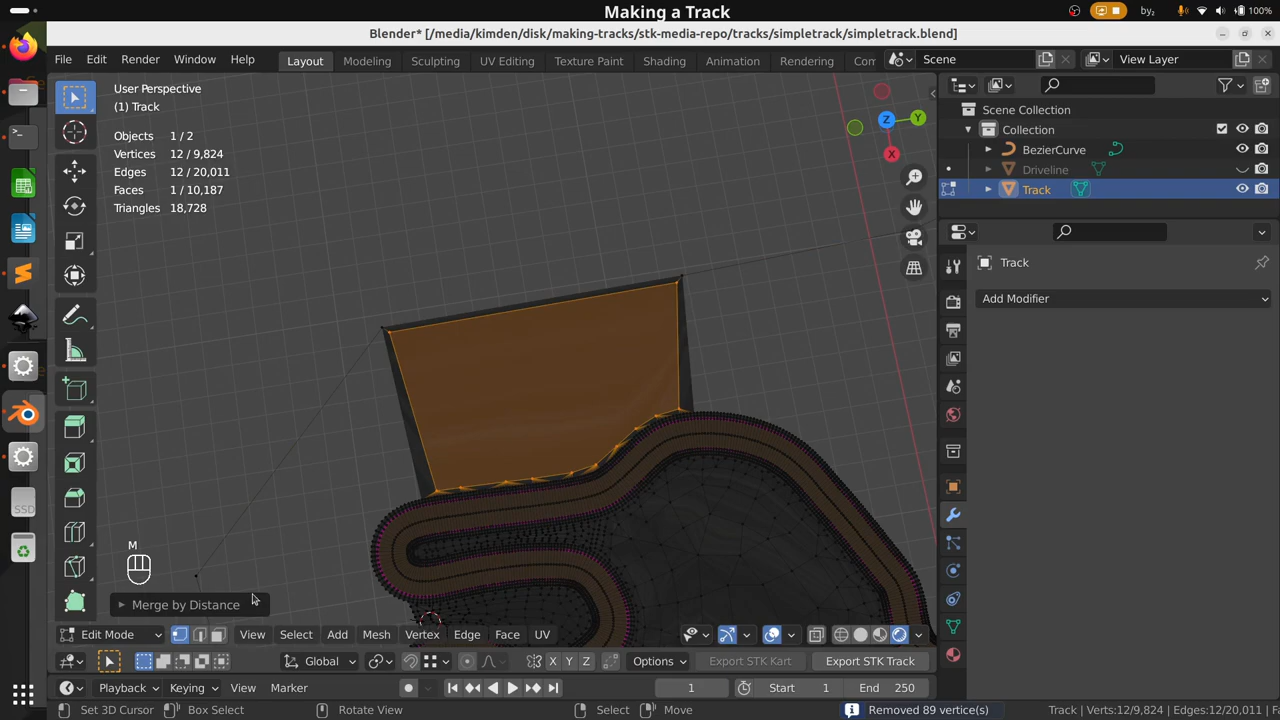 Making a Track
by₂
100%
Blender* [/media/kimden/disk/making-tracks/stk-media-repo/tracks/simpletrack/simpletrack.blend]
File Edit Render Window Help
Layout Modeling Sculpting UV Editing Texture Paint Shading Animation Rendering Com
Scene
View Layer
User Perspective
(1) Track
Objects 1 / 2
Vertices 12 / 9,824
Edges 12 / 20,011
Faces 1 / 10,187
Triangles 18,728
Z Y X
Scene Collection
Collection
BezierCurve
Driveline
Track
Track
Add Modifier
M
Merge by Distance
Edit Mode View Select Add Mesh Vertex Edge Face UV
Global X Y Z Options Export STK Kart Export STK Track
Playback Keying View Marker 1 Start 1 End 250
Set 3D Cursor Box Select Rotate View Select Move Removed 89 vertice(s) Track | Verts:12/9,824 | Edges:12/20,011 | Fa
SSD